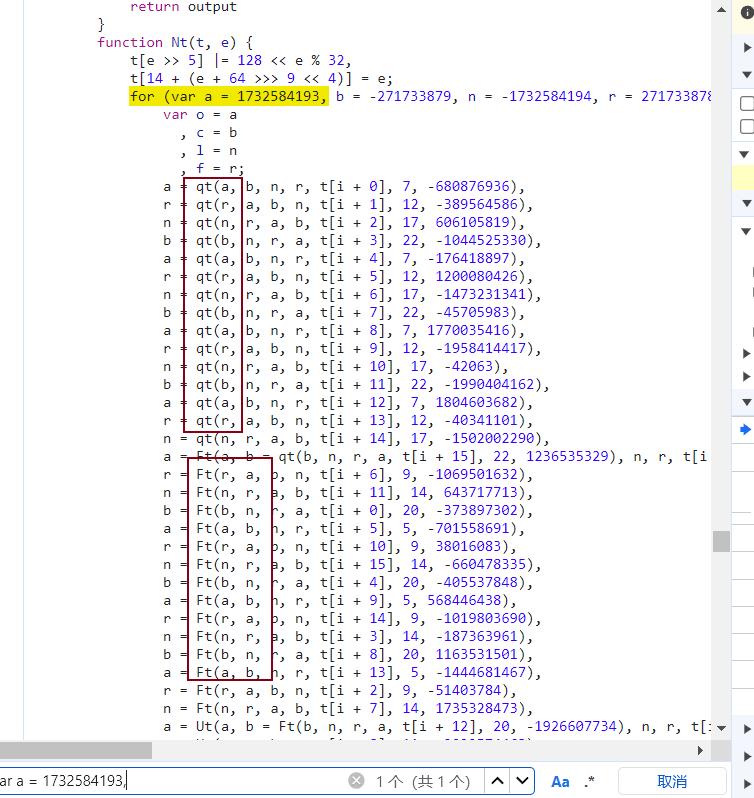 return output
}
function Nt(t, e) {
t[e >> 5] |= 128 << e % 32,
t[14 + (e + 64 >>> 9 << 4)] = e;
for (var a = 1732584193, b = -271733879, n = -1732584194, r = 271733878
var o = a
, c = b
, l = n
, f = r;
a = qt(a, b, n, r, t[i + 0], 7, -680876936),
r = qt(r, a, b, n, t[i + 1], 12, -389564586),
n = qt(n, r, a, b, t[i + 2], 17, 606105819),
b = qt(b, n, r, a, t[i + 3], 22, -1044525330),
a = qt(a, b, n, r, t[i + 4], 7, -176418897),
r = qt(r, a, b, n, t[i + 5], 12, 1200080426),
n = qt(n, r, a, b, t[i + 6], 17, -1473231341),
b = qt(b, n, r, a, t[i + 7], 22, -45705983),
a = qt(a, b, n, r, t[i + 8], 7, 1770035416),
r = qt(r, a, b, n, t[i + 9], 12, -1958414417),
n = qt(n, r, a, b, t[i + 10], 17, -42063),
b = qt(b, n, r, a, t[i + 11], 22, -1990404162),
a = qt(a, b, n, r, t[i + 12], 7, 1804603682),
r = qt(r, a, b, n, t[i + 13], 12, -40341101),
n = qt(n, r, a, b, t[i + 14], 17, -1502002290),
a = Ft(a, b = qt(b, n, r, a, t[i + 15], 22, 1236535329), n, r, t[i
r = Ft(r, a, b, n, t[i + 6], 9, -1069501632),
n = Ft(n, r, a, b, t[i + 11], 14, 643717713),
b = Ft(b, n, r, a, t[i + 0], 20, -373897302),
a = Ft(a, b, n, r, t[i + 5], 5, -701558691),
r = Ft(r, a, b, n, t[i + 10], 9, 38016083),
n = Ft(n, r, a, b, t[i + 15], 14, -660478335),
b = Ft(b, n, r, a, t[i + 4], 20, -405537848),
a = Ft(a, b, n, r, t[i + 9], 5, 568446438),
r = Ft(r, a, b, n, t[i + 14], 9, -1019803690),
n = Ft(n, r, a, b, t[i + 3], 14, -187363961),
b = Ft(b, n, r, a, t[i + 8], 20, 1163531501),
a = Ft(a, b, n, r, t[i + 13], 5, -1444681467),
r = Ft(r, a, b, n, t[i + 2], 9, -51403784),
n = Ft(n, r, a, b, t[i + 7], 14, 1735328473),
a = Ut(a, b = Ft(b, n, r, a, t[i + 12], 20, -1926607734), n, r, t[i
ar a = 1732584193, 1 个 (共 1 个) Aa .* 取消